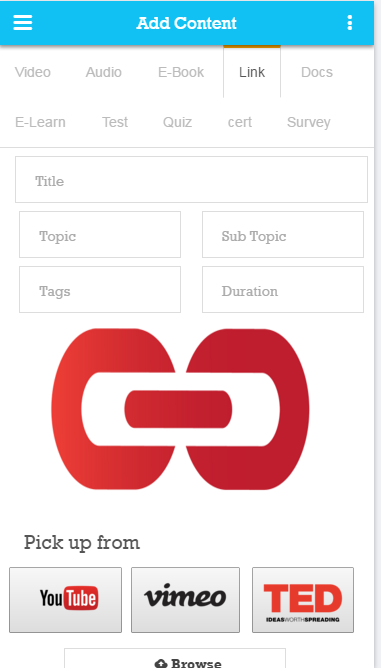 Add Content
Video Audio E-Book Link Docs
E-Learn Test Quiz cert Survey
Title
Topic Sub Topic
Tags Duration
Pick up from
YouTube vimeo TED
IDEAS WORTH SPREADING
Browse